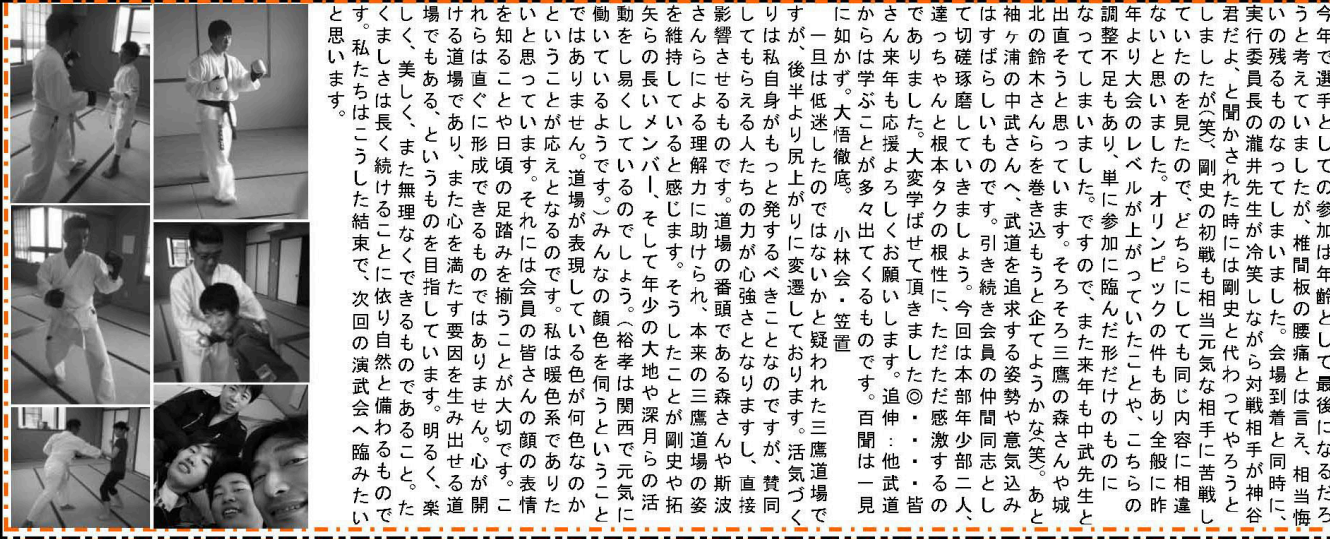 今年で選手としての参加は年齢として最後になるだろ
うと考えていましたが、椎間板の腰痛とは言え、相当悔
いの残るものなってしまいました。会場到着と同時に、
実行委員長の瀧井先生が冷笑しながら対戦相手が神谷
君だよ、と聞かされた時には剛史と代わってやろうと
しましたが(笑)、剛史の初戦も相当元気な相手に苦戦し
ていたのを見たので、どちらにしても同じ内容に相違
ないと思いました。オリンピックの件もあり全般に昨
年より大会のレベルが上がっていたことや、こちらの
調整不足もあり、単に参加に臨んだ形だけのものに
なってしまいました。ですので、また来年も中武先生と
出直そうと思っています。そろそろ三鷹の森さんや城
北の鈴木さんらを巻き込もうと企てようかな(笑)。あと
袖ヶ浦の中武さんへ、武道を追求する姿勢や意気込み
はすばらしいものです。引き続き会員の仲間同志とし
て切磋琢磨していきましょう。今回は本部年少部二人、
達っちゃんと根本タクの根性に、ただただ感激するの
でありました。大変学ばせて頂きました◎・・・・皆
さん来年も応援よろしくお願いします。追伸:他武道
からは学ぶことが多々出てくるものです。百聞は一見
に如かず。大悟徹底。 小林会・笠置
一旦は低迷したのではないかと疑われた三鷹道場で
すが、後半より尻上がりに変遷しております。活気づく
りは私自身がもっと発するべきことなのですが、賛同
してもらえる人たちの力が心強さとなりますし、直接
影響させるものです。道場の番頭である森さんや斯波
さんらによる理解力に助けられ、本来の三鷹道場の姿
を維持していると感じます。そうしたことが剛史や拓
矢らの長いメンバー、そして年少の大地や深月らの活
動をし易くしているのでしょう。(裕孝は関西で元気に
働いているようです。)みんなの顔色を伺うということ
ではありません。道場が表現している色が何色なのか
ということが応えとなるのです。私は暖色系でありた
いと思っています。それには会員の皆さんの顔の表情
を知ることや日頃の足踏みを揃うことが大切です。こ
れらは直ぐに形成できるものではありません。心が開
ける道場であり、また心を満たす要因を生み出せる道
場でもある、というものを目指しています。明るく、楽
しく、美しく、また無理なくできるものであること。た
くましさは長く続けることに依り自然と備わるもので
す。私たちはこうした結束で、次回の演武会へ臨みたい
と思います。